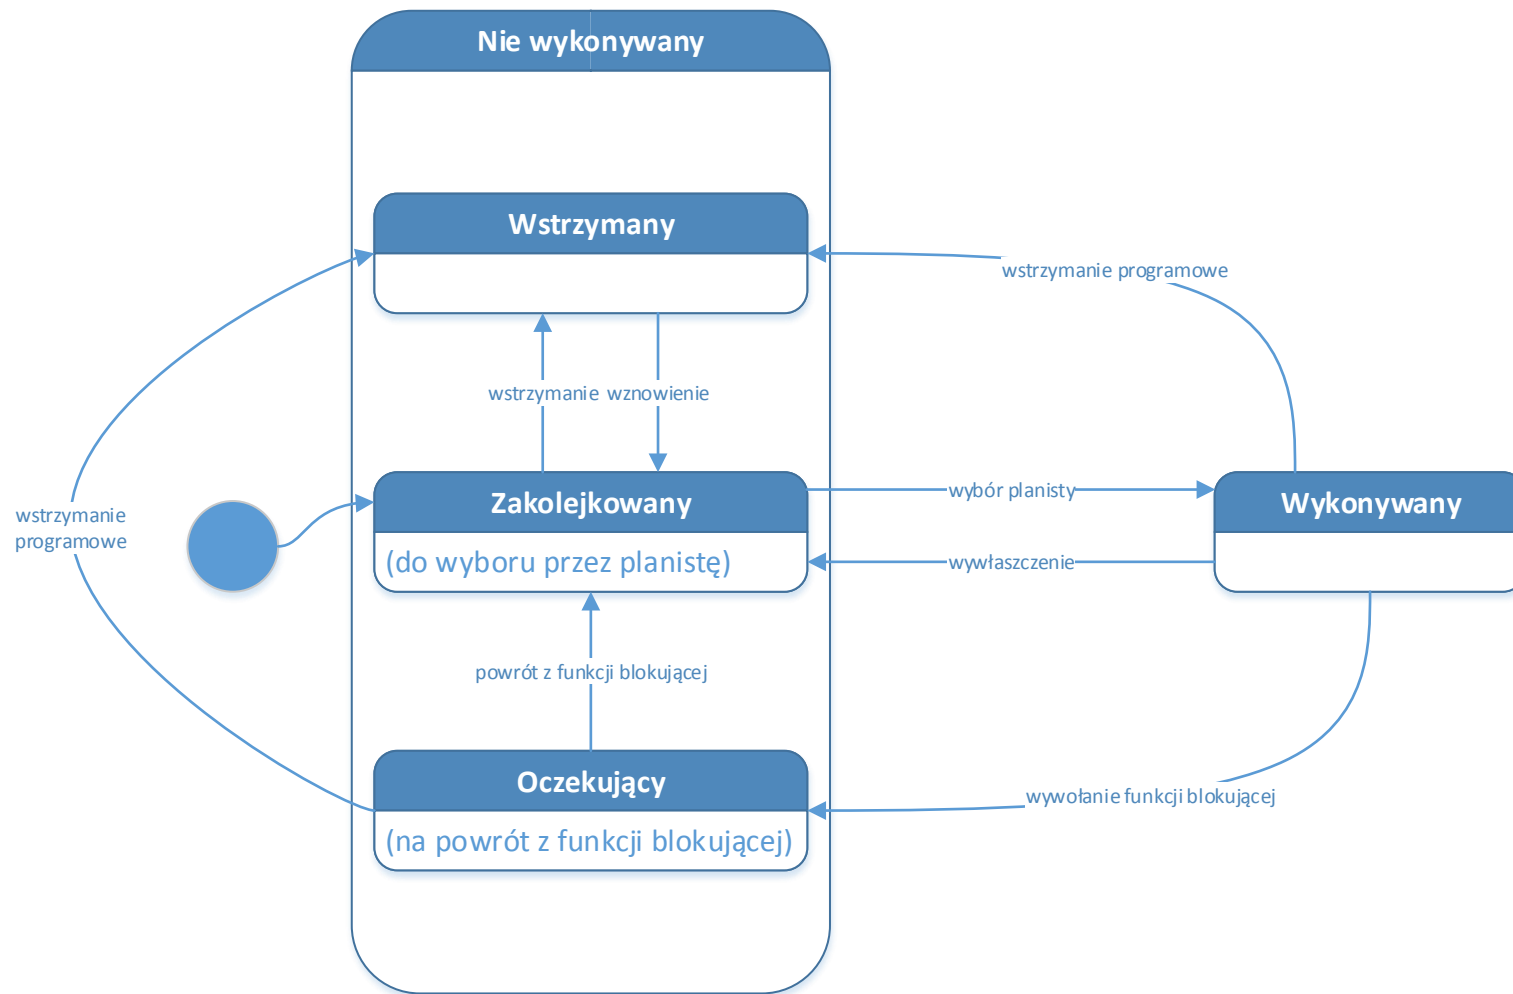 Nie wykonywany
Wstrzymany
wstrzymanie programowe
wstrzymanie wznowienie
Zakolejkowany
(do wyboru przez planistę)
wybór planisty
wywłaszczenie
Wykonywany
wstrzymanie
programowe
powrót z funkcji blokującej
Oczekujący
(na powrót z funkcji blokującej)
wywołanie funkcji blokującej